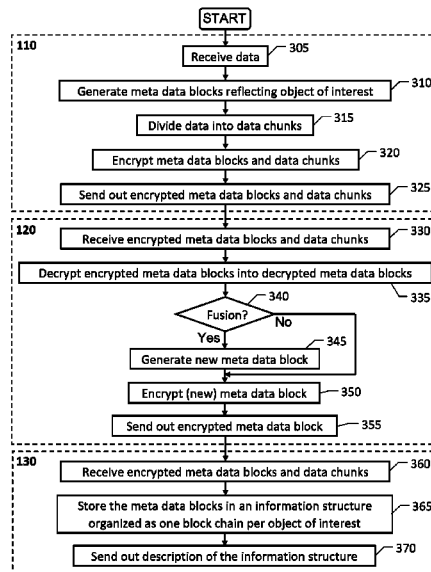 START
110
Receive data
305
Generate meta data blocks reflecting object of interest
310
Divide data into data chunks
315
Encrypt meta data blocks and data chunks
320
Send out encrypted meta data blocks and data chunks
325
120
Receive encrypted meta data blocks and data chunks
330
Decrypt encrypted meta data blocks into decrypted meta data blocks
335
340
Fusion?
No
Yes
345
Generate new meta data block
Encrypt (new) meta data block
350
Send out encrypted meta data block
355
130
Receive encrypted meta data blocks and data chunks
360
Store the meta data blocks in an information structure
organized as one block chain per object of interest
365
Send out description of the information structure
370